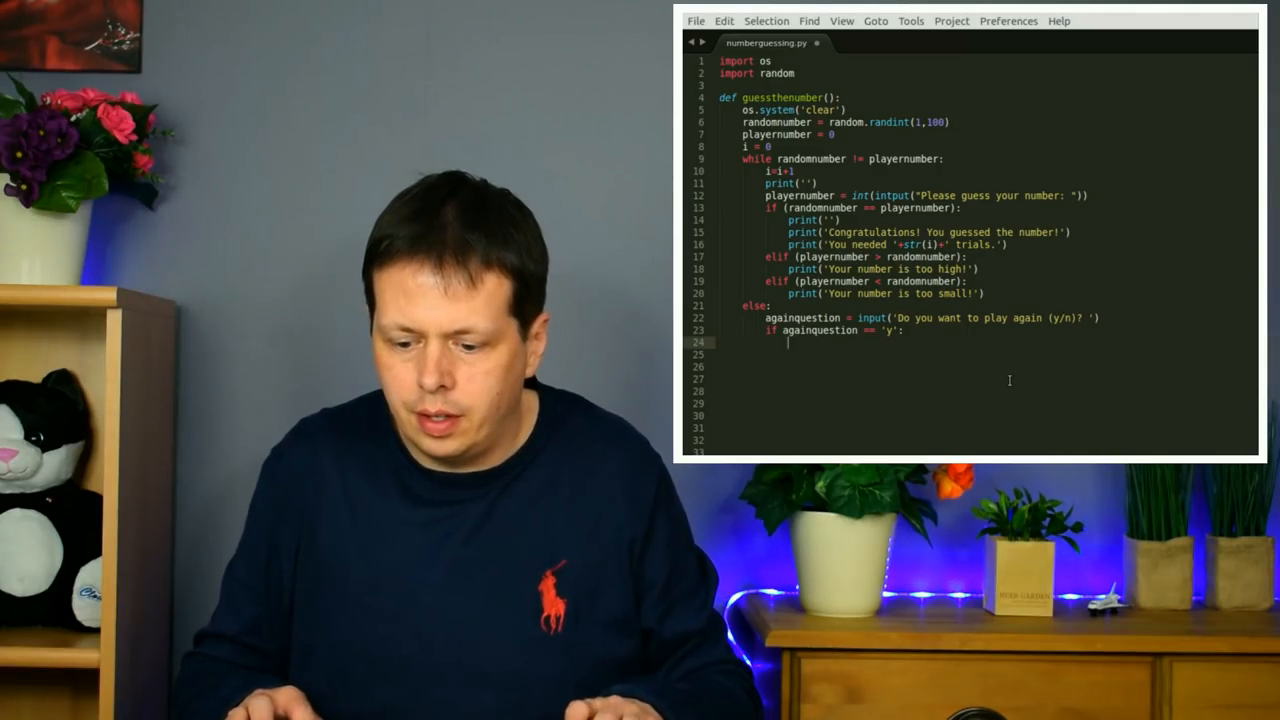 File Edit Selection Find View Goto Tools Project Preferences Help
numberguessing.py
1 import os
2 import random
3
4 def guessthenumber():
5 os.system('clear')
6 randomnumber = random.randint(1,100)
7 playernumber = 0
8 i = 0
9 while randomnumber != playernumber:
10 i=i+1
11 print('')
12 playernumber = int(intput("Please guess your number: "))
13 if (randomnumber == playernumber):
14 print('')
15 print('Congratulations! You guessed the number!')
16 print('You needed '+str(i)+' trials.')
17 elif (playernumber > randomnumber):
18 print('Your number is too high!')
19 elif (playernumber < randomnumber):
20 print('Your number is too small!')
21 else:
22 againquestion = input('Do you want to play again (y/n)? ')
23 if againquestion == 'y':
24
25
26
27
28
29
30
31
32
33
HERB GARDEN